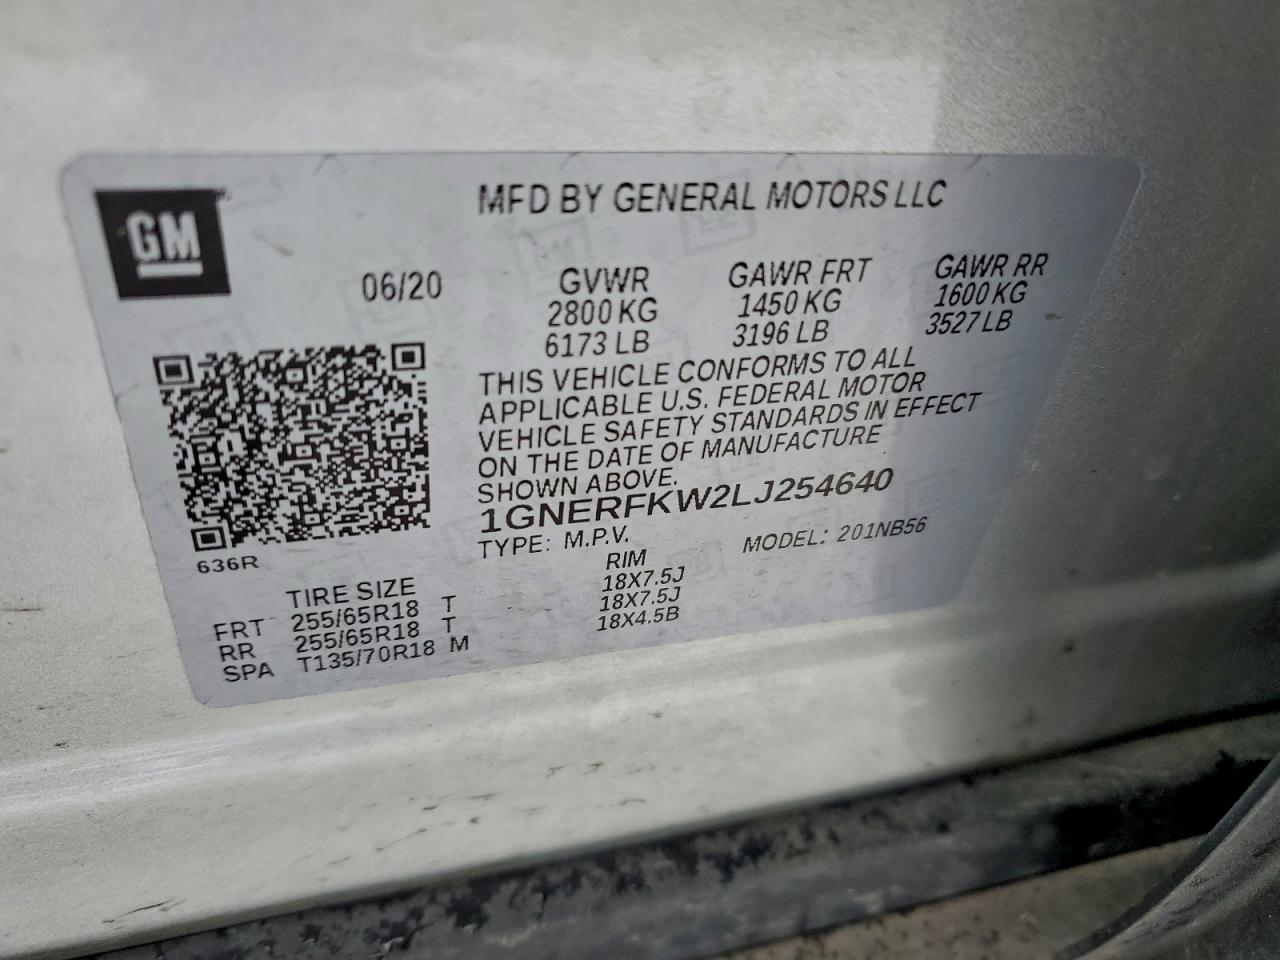 GM
MFD BY GENERAL MOTORS LLC
06/20
GVWR GAWR FRT GAWR RR
2800 KG 1450 KG 1600 KG
6173 LB 3196 LB 3527 LB
THIS VEHICLE CONFORMS TO ALL
APPLICABLE U.S. FEDERAL MOTOR
VEHICLE SAFETY STANDARDS IN EFFECT
ON THE DATE OF MANUFACTURE
SHOWN ABOVE.
1GNERFKW2LJ254640
TYPE: M.P.V. MODEL: 201NB56
636R
TIRE SIZE RIM
FRT 255/65R18 T 18X7.5J
RR 255/65R18 T 18X7.5J
SPA T135/70R18 M 18X4.5B